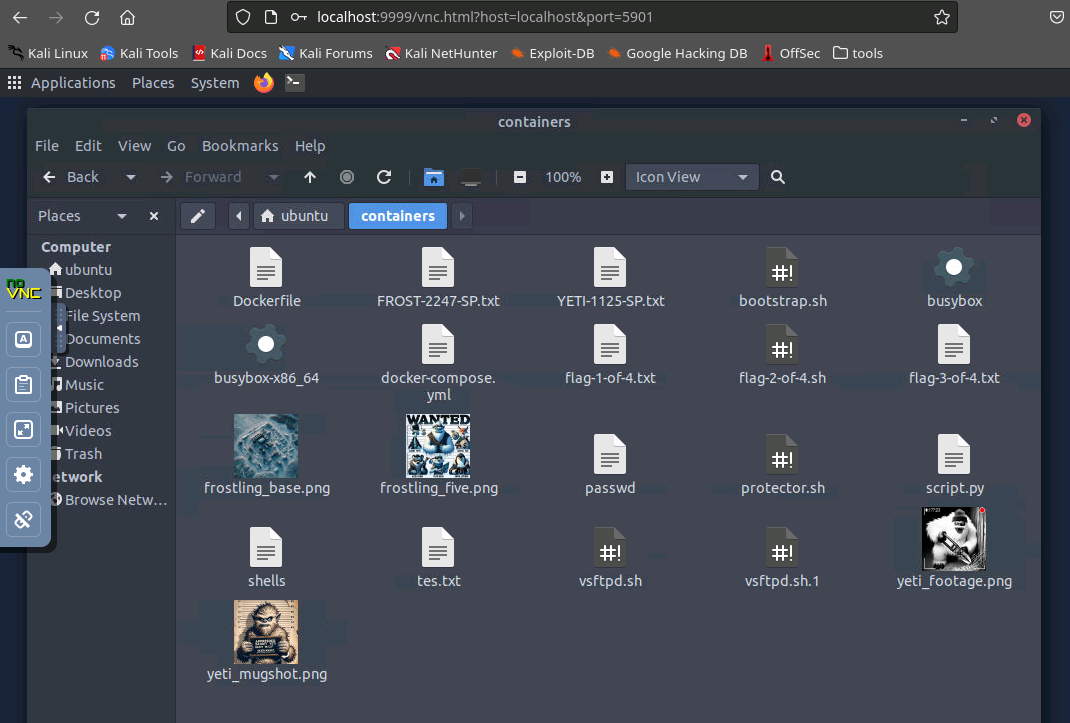 localhost:9999/vnc.html?host=localhost&port=5901
Kali Linux Kali Tools Kali Docs Kali Forums Kali NetHunter Exploit-DB Google Hacking DB OffSec tools
Applications Places System
containers
File Edit View Go Bookmarks Help
Back Forward 100% Icon View
Places ubuntu containers
Computer
ubuntu
Desktop
File System
Documents
Downloads
Music
Pictures
Videos
Trash
etwork
Browse Netw...
no
VNC
A
Dockerfile FROST-2247-SP.txt YETI-1125-SP.txt bootstrap.sh busybox
busybox-x86_64 docker-compose.yml flag-1-of-4.txt flag-2-of-4.sh flag-3-of-4.txt
WANTED
frostling_base.png frostling_five.png passwd protector.sh script.py
shells tes.txt vsftpd.sh vsftpd.sh.1 yeti_footage.png
yeti_mugshot.png